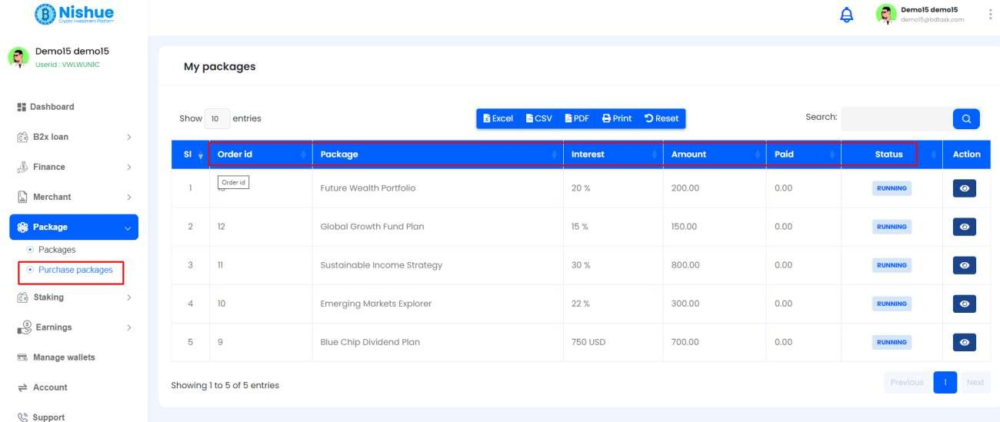 Nishue
Crypto Investment Platform
Demo15 demo15
demo15@bdtask.com
Demo15 demo15
Userid : VWLWUNIC
Dashboard
B2x loan
Finance
Merchant
Package
Packages
Purchase packages
Staking
Earnings
Manage wallets
Account
Support
My packages
Show 10 entries
Excel CSV PDF Print Reset
Search:
Sl Order id Package Interest Amount Paid Status Action
Order id
1 Future Wealth Portfolio 20 % 200.00 0.00 RUNNING
2 12 Global Growth Fund Plan 15 % 150.00 0.00 RUNNING
3 11 Sustainable Income Strategy 30 % 800.00 0.00 RUNNING
4 10 Emerging Markets Explorer 22 % 300.00 0.00 RUNNING
5 9 Blue Chip Dividend Plan 750 USD 700.00 0.00 RUNNING
Showing 1 to 5 of 5 entries
Previous 1 Next